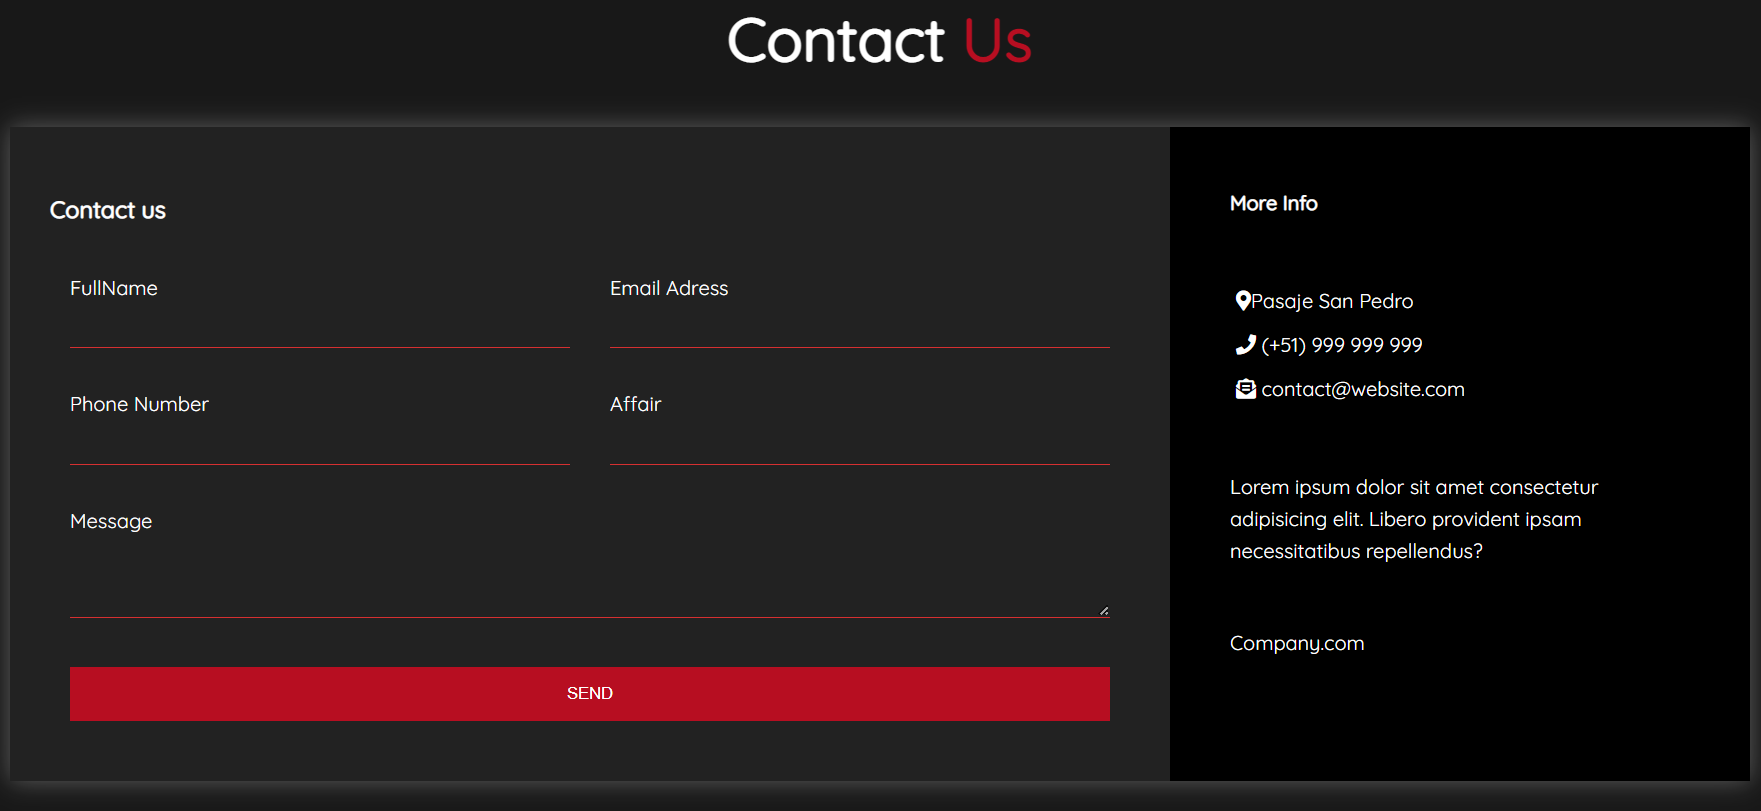 Contact Us
Contact us
FullName
Email Adress
Phone Number
Affair
Message
SEND
More Info
Pasaje San Pedro
(+51) 999 999 999
contact@website.com
Lorem ipsum dolor sit amet consectetur
adipisicing elit. Libero provident ipsam
necessitatibus repellendus?
Company.com